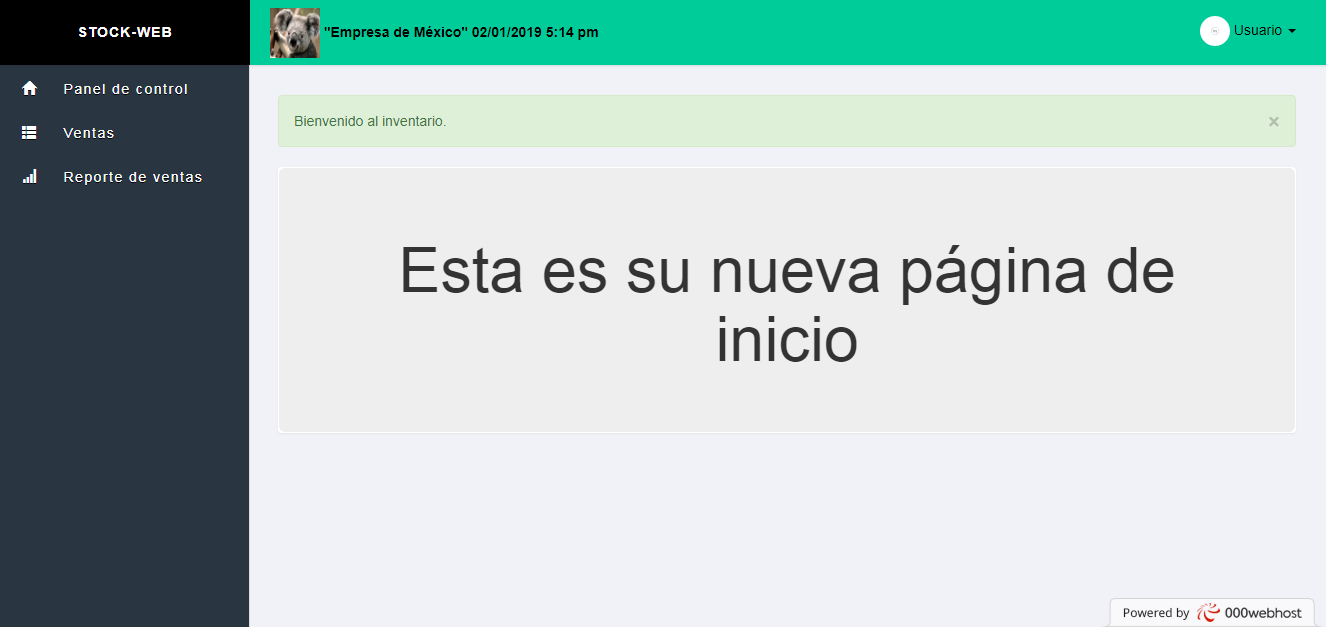 STOCK-WEB
"Empresa de México" 02/01/2019 5:14 pm
Usuario
Panel de control
Ventas
Reporte de ventas
Bienvenido al inventario.
×
Esta es su nueva página de
inicio
Powered by 000webhost